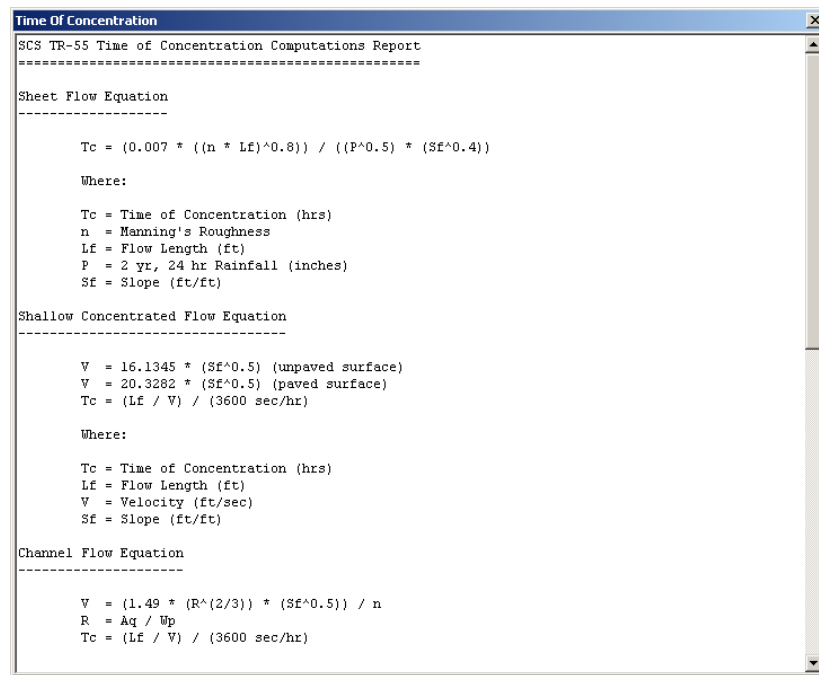 Time Of Concentration
SCS TR-55 Time of Concentration Computations Report
===================================================
Sheet Flow Equation
-------------------
Tc = (0.007 * ((n * Lf)^0.8)) / ((P^0.5) * (Sf^0.4))
Where:
Tc = Time of Concentration (hrs)
n  = Manning's Roughness
Lf = Flow Length (ft)
P  = 2 yr, 24 hr Rainfall (inches)
Sf = Slope (ft/ft)
Shallow Concentrated Flow Equation
----------------------------------
V  = 16.1345 * (Sf^0.5) (unpaved surface)
V  = 20.3282 * (Sf^0.5) (paved surface)
Tc = (Lf / V) / (3600 sec/hr)
Where:
Tc = Time of Concentration (hrs)
Lf = Flow Length (ft)
V  = Velocity (ft/sec)
Sf = Slope (ft/ft)
Channel Flow Equation
---------------------
V  = (1.49 * (R^(2/3)) * (Sf^0.5)) / n
R  = Aq / Wp
Tc = (Lf / V) / (3600 sec/hr)